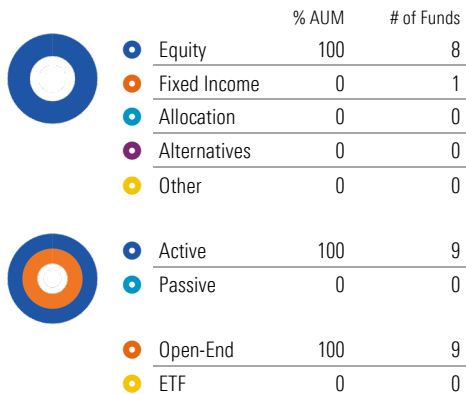 % AUM # of Funds
Equity 100 8
Fixed Income 0 1
Allocation 0 0
Alternatives 0 0
Other 0 0
Active 100 9
Passive 0 0
Open-End 100 9
ETF 0 0